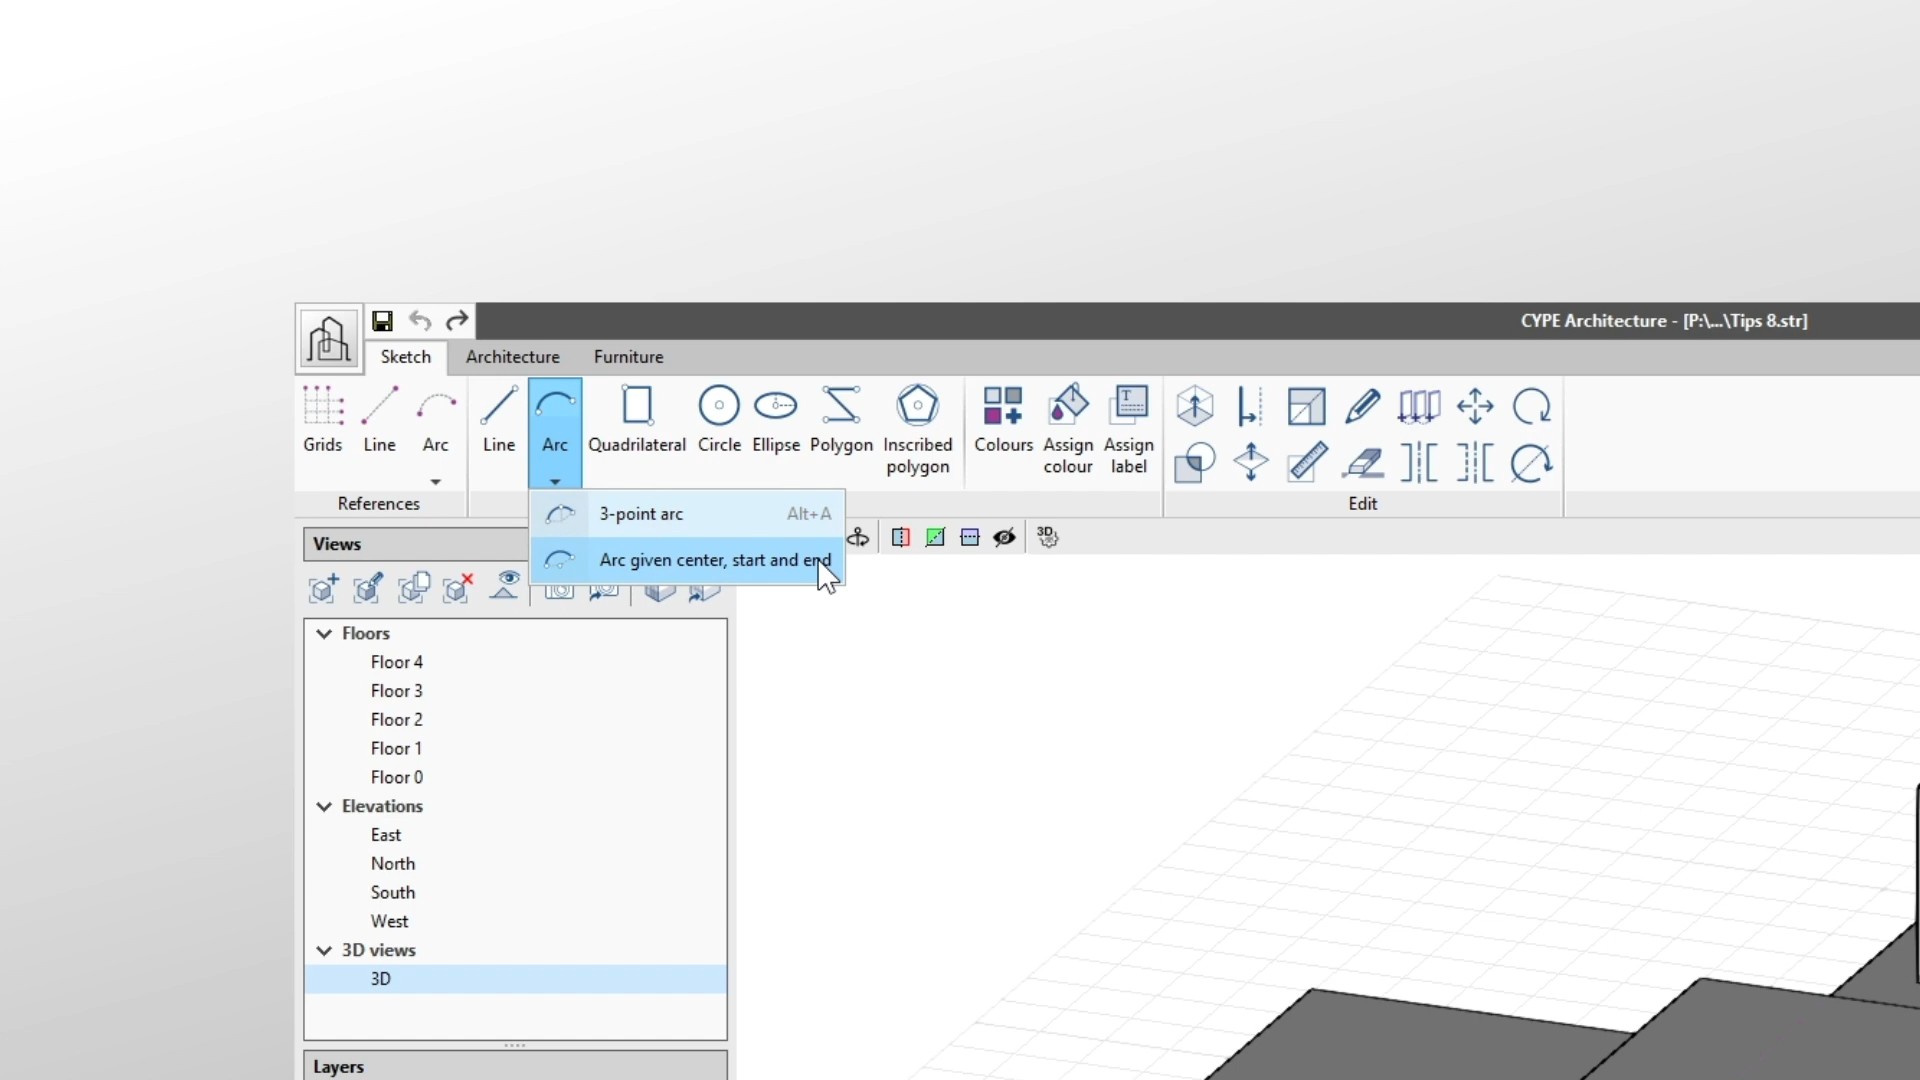 CYPE Architecture - [P:\...\Tips 8.str]
Sketch Architecture Furniture
Grids Line Arc Line Arc Quadrilateral Circle Ellipse Polygon Inscribed polygon Colours Assign colour Assign label
References Edit
3-point arc Alt+A
Arc given center, start and end
3D
Views
Floors
Floor 4
Floor 3
Floor 2
Floor 1
Floor 0
Elevations
East
North
South
West
3D views
3D
Layers